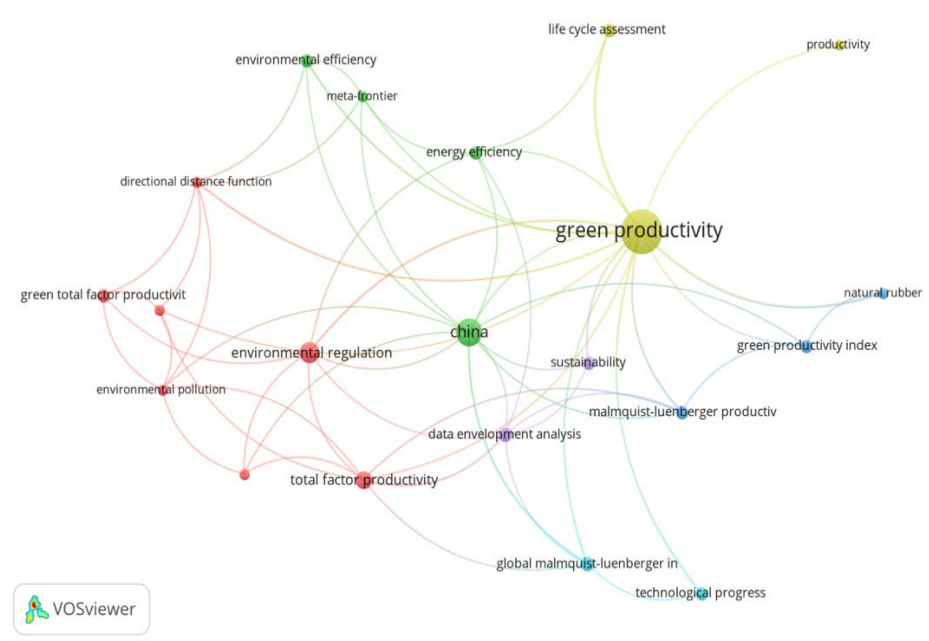 life cycle assessment
productivity
environmental efficiency
meta-frontier
energy efficiency
directional distance function
green productivity
green total factor productivit
natural rubber
china
environmental regulation
green productivity index
sustainability
environmental pollution
malmquist-luenberger productiv
data envelopment analysis
total factor productivity
global malmquist-luenberger in
technological progress
VOSviewer